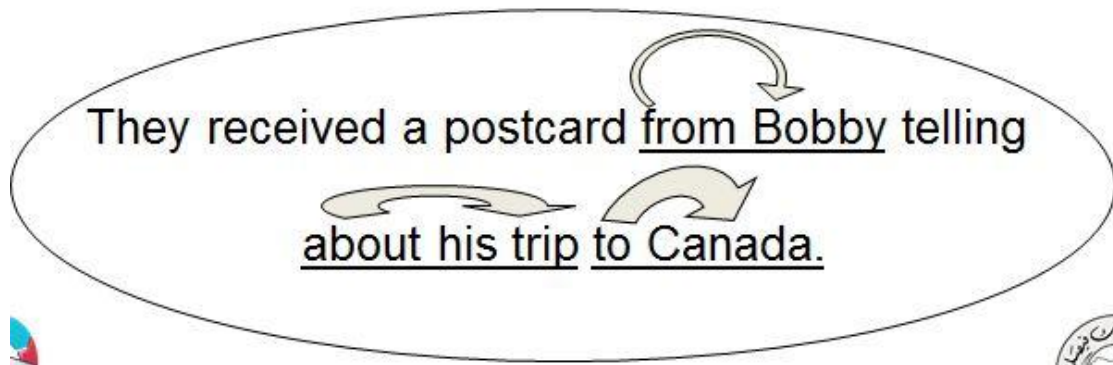 They received a postcard from Bobby telling
about his trip to Canada.